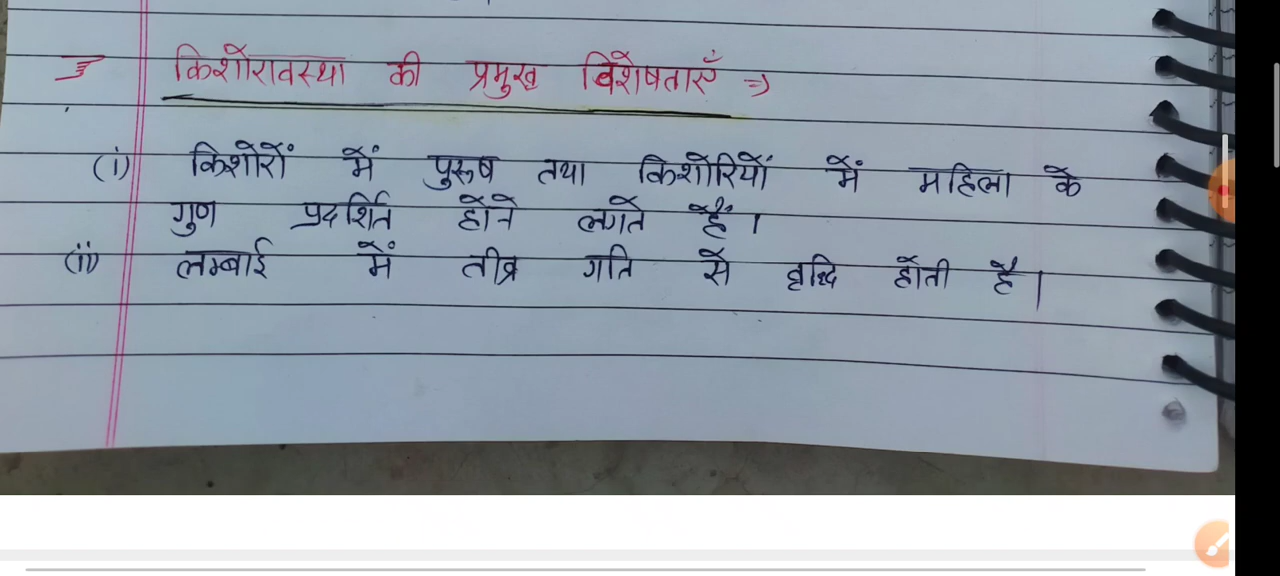 किशोरावस्था की प्रमुख विशेषताएँ ⇒
(i) किशोरों में पुरुष तथा किशोरियों में महिला के
गुण प्रदर्शित होने लगते हैं।
(ii) लम्बाई में तीव्र गति से वृद्धि होती है।